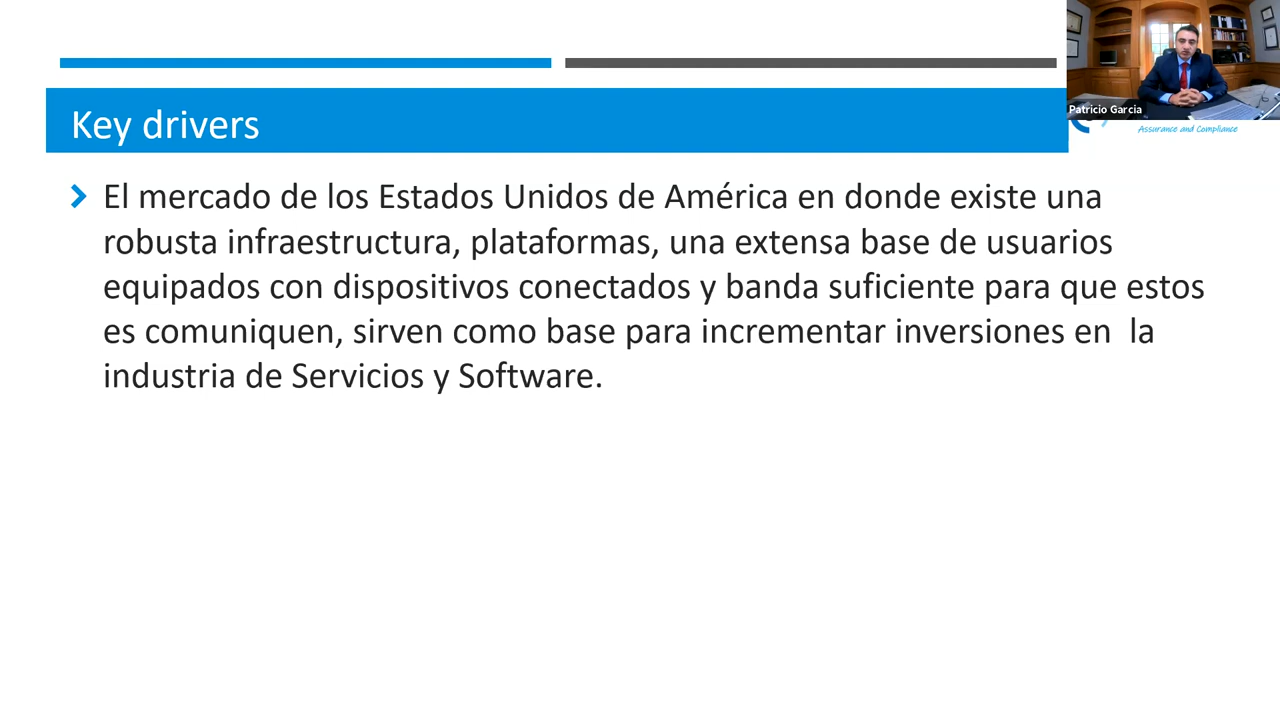 Patricio Garcia
Assurance and Compliance
Key drivers
El mercado de los Estados Unidos de América en donde existe una
robusta infraestructura, plataformas, una extensa base de usuarios
equipados con dispositivos conectados y banda suficiente para que estos
es comuniquen, sirven como base para incrementar inversiones en  la
industria de Servicios y Software.